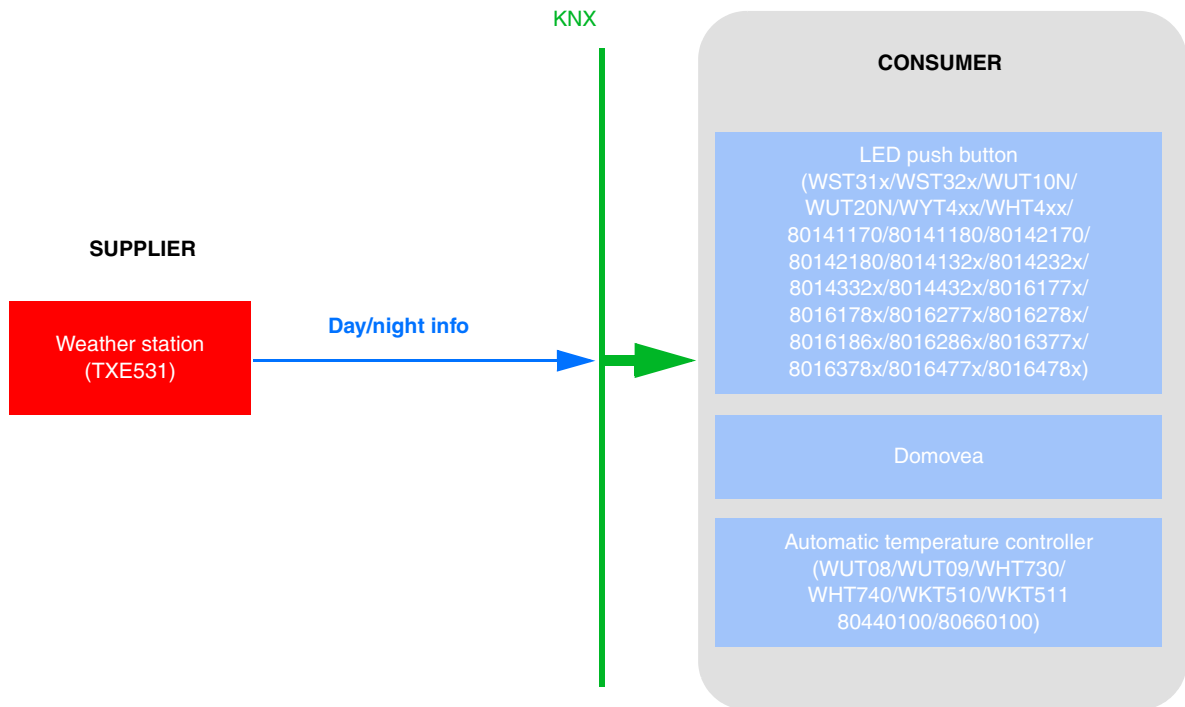 KNX
CONSUMER
LED push button
(WST31x/WST32x/WUT10N/
WUT20N/WYT4xx/WHT4xx/
80141170/80141180/80142170/
80142180/8014132x/8014232x/
8014332x/8014432x/8016177x/
8016178x/8016277x/8016278x/
8016186x/8016286x/8016377x/
8016378x/8016477x/8016478x)
SUPPLIER
Weather station
(TXE531)
Day/night info
Domovea
Automatic temperature controller
(WUT08/WUT09/WHT730/
WHT740/WKT510/WKT511
80440100/80660100)